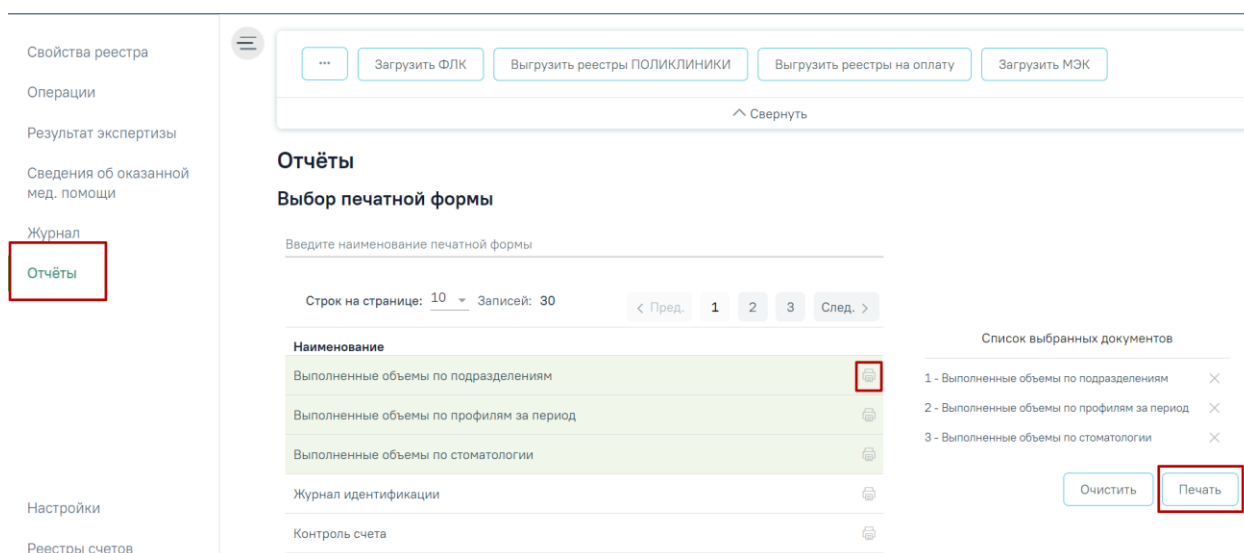 Свойства реестра
Операции
Результат экспертизы
Сведения об оказанной
мед. помощи
Журнал
Отчёты
Настройки
Реестры счетов
... Загрузить ФЛК Выгрузить реестры ПОЛИКЛИНИКИ Выгрузить реестры на оплату Загрузить МЭК
Свернуть
Отчёты
Выбор печатной формы
Введите наименование печатной формы
Строк на странице: 10 Записей: 30 < Пред. 1 2 3 След. >
Наименование
Выполненные объемы по подразделениям
Выполненные объемы по профилям за период
Выполненные объемы по стоматологии
Журнал идентификации
Контроль счета
Список выбранных документов
1 - Выполненные объемы по подразделениям
2 - Выполненные объемы по профилям за период
3 - Выполненные объемы по стоматологии
Очистить Печать